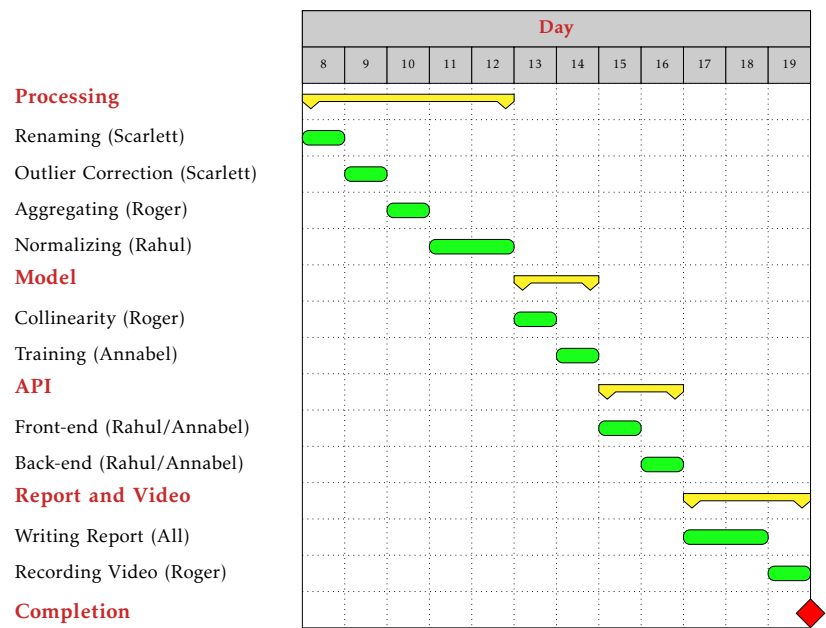 Day
8 9 10 11 12 13 14 15 16 17 18 19
Processing
Renaming (Scarlett)
Outlier Correction (Scarlett)
Aggregating (Roger)
Normalizing (Rahul)
Model
Collinearity (Roger)
Training (Annabel)
API
Front-end (Rahul/Annabel)
Back-end (Rahul/Annabel)
Report and Video
Writing Report (All)
Recording Video (Roger)
Completion